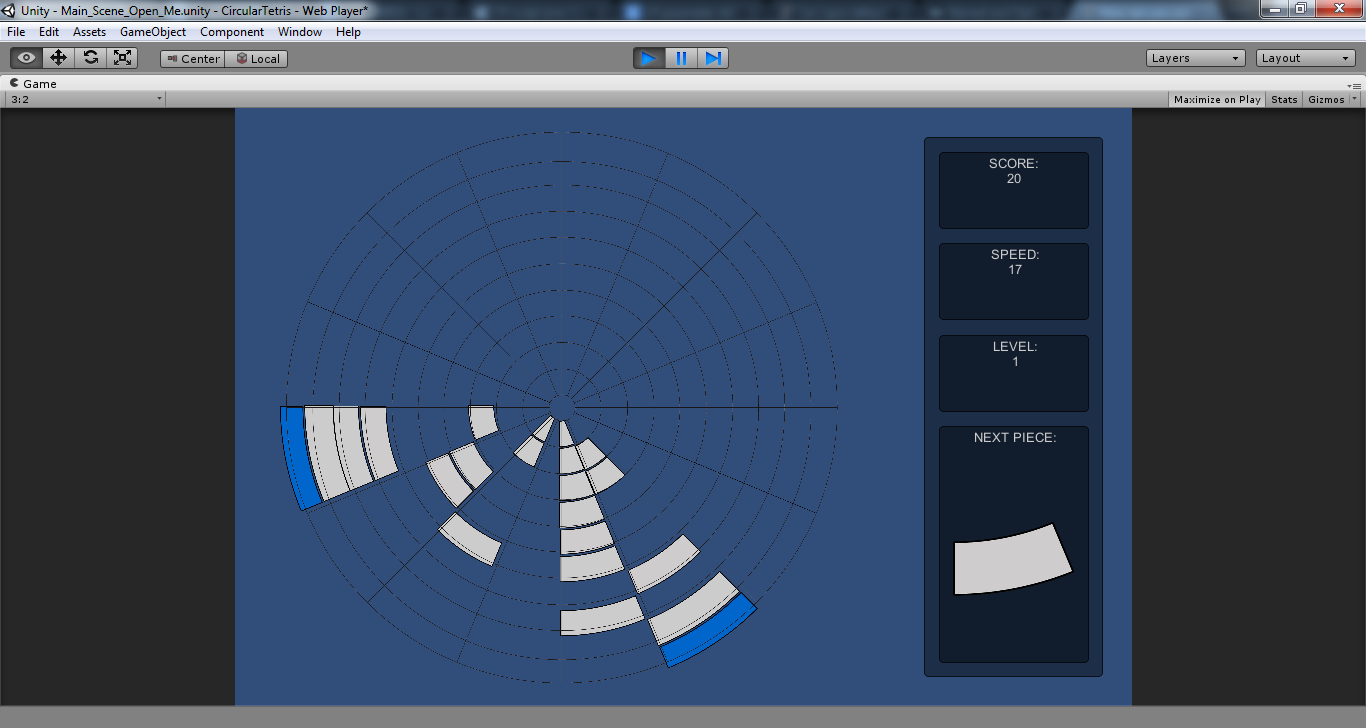 Unity - Main_Scene_Open_Me.unity - CircularTetris - Web Player*
File Edit Assets GameObject Component Window Help
Center Local Layers Layout
Game
3:2 Maximize on Play Stats Gizmos
SCORE:
20
SPEED:
17
LEVEL:
1
NEXT PIECE: